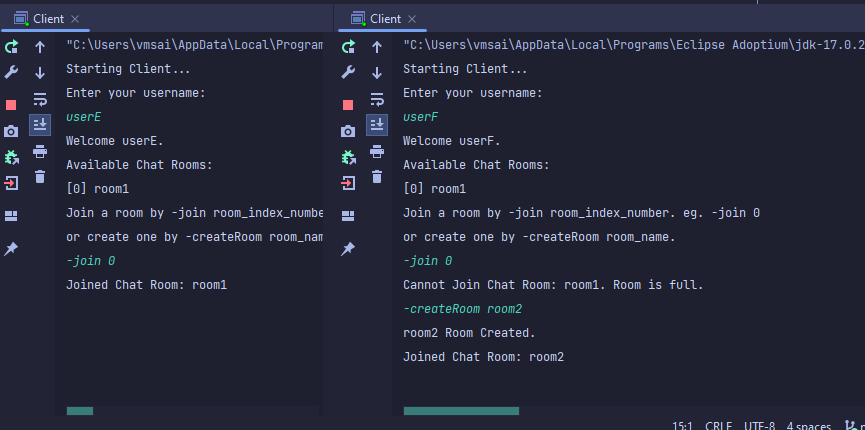 Client
"C:\Users\vmsai\AppData\Local\Program
Starting Client...
Enter your username:
userE
Welcome userE.
Available Chat Rooms:
[0] room1
Join a room by -join room_index_numbe
or create one by -createRoom room_nam
-join 0
Joined Chat Room: room1
Client
"C:\Users\vmsai\AppData\Local\Programs\Eclipse Adoptium\jdk-17.0.2
Starting Client...
Enter your username:
userF
Welcome userF.
Available Chat Rooms:
[0] room1
Join a room by -join room_index_number. eg. -join 0
or create one by -createRoom room_name.
-join 0
Cannot Join Chat Room: room1. Room is full.
-createRoom room2
room2 Room Created.
Joined Chat Room: room2
15:1 CRLF UTF-8 4 spaces